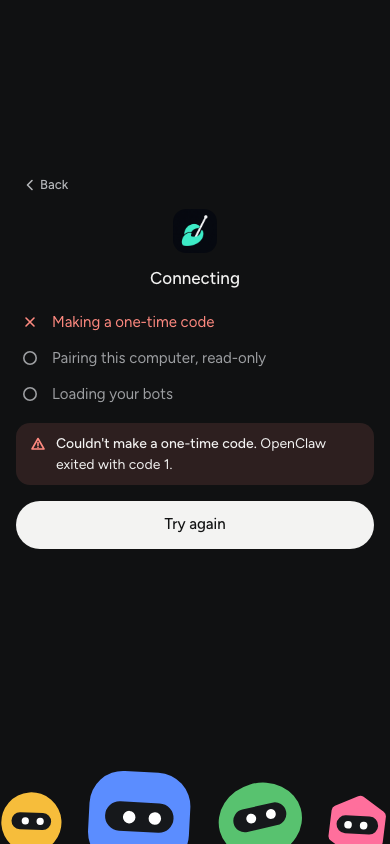 Back
Connecting
Making a one-time code
Pairing this computer, read-only
Loading your bots
Couldn't make a one-time code. OpenClaw
exited with code 1.
Try again